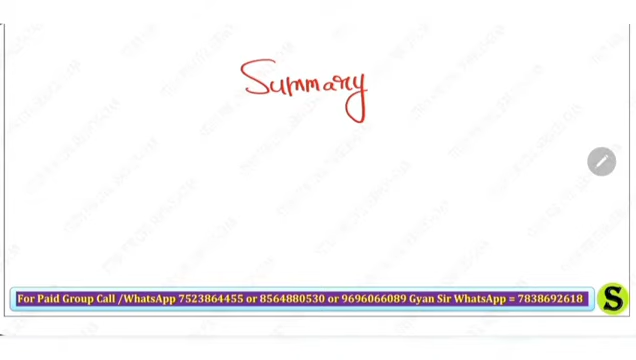 Summary
For Paid Group Call /WhatsApp 7523864455 or 8564880530 or 9696066089 Gyan Sir WhatsApp = 7838692618
S